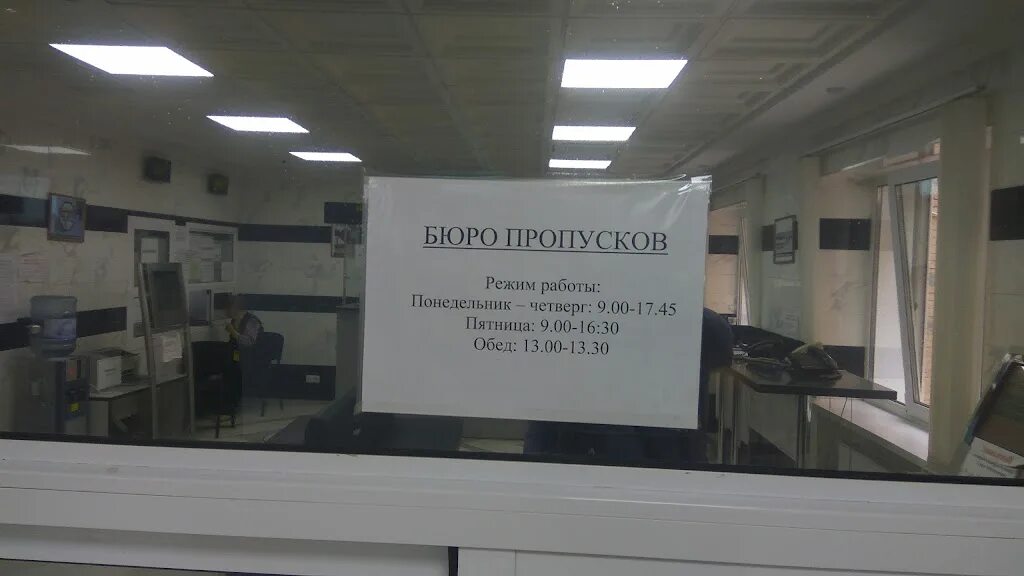 БЮРО ПРОПУСКОВ
Режим работы:
Понедельник – четверг: 9.00-17.45
Пятница: 9.00-16:30
Обед: 13.00-13.30